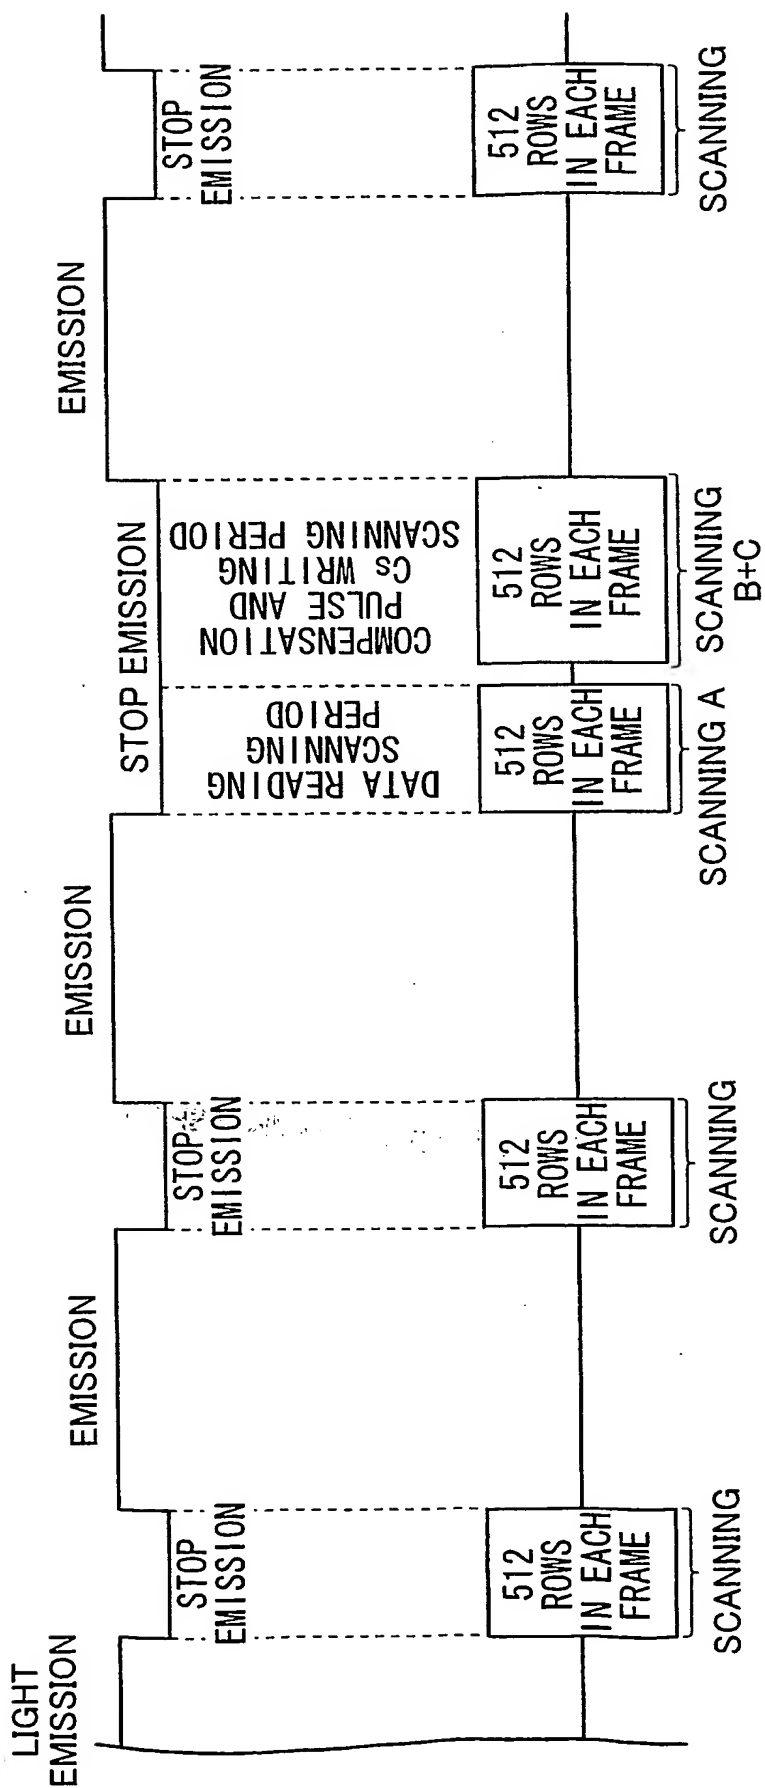 LIGHT
EMISSION
STOP
EMISSION
EMISSION
STOP
EMISSION
EMISSION
STOP EMISSION
EMISSION
STOP
EMISSION
DATA READING
SCANNING
PERIOD
COMPENSATION
PULSE AND
Cs WRITING
SCANNING PERIOD
512
ROWS
IN EACH
FRAME
512
ROWS
IN EACH
FRAME
512
ROWS
IN EACH
FRAME
512
ROWS
IN EACH
FRAME
512
ROWS
IN EACH
FRAME
SCANNING
SCANNING
SCANNING A
SCANNING
B+C
SCANNING